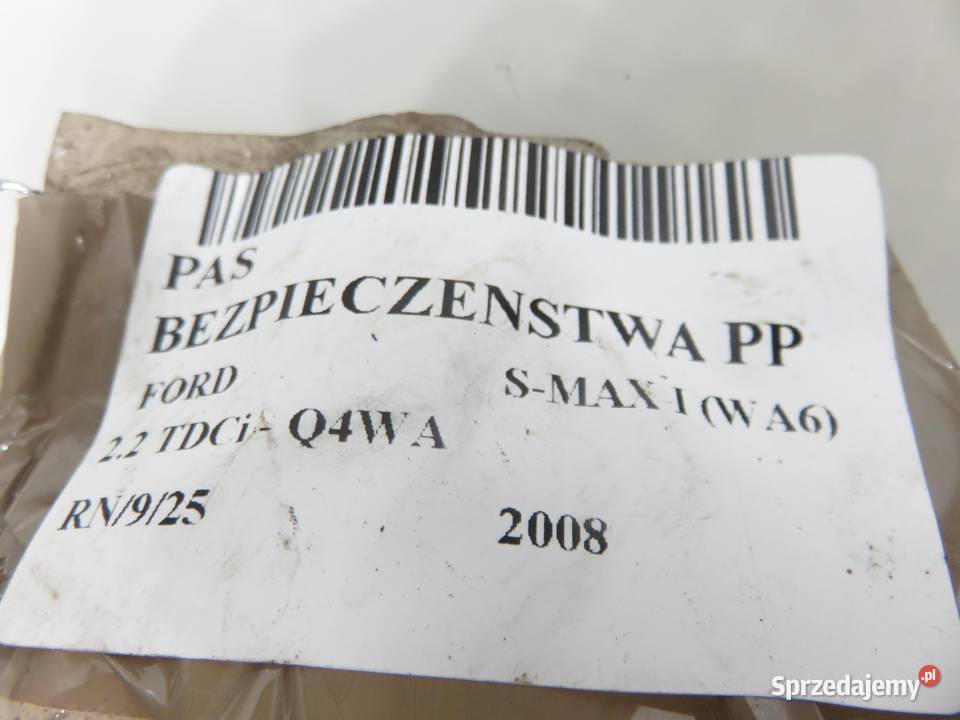 PAS
BEZPIECZENSTWA PP
FORD S-MAX I (WA6)
2.2 TDCi - Q4WA
RN/9/25 2008
Sprzedajemy.pl